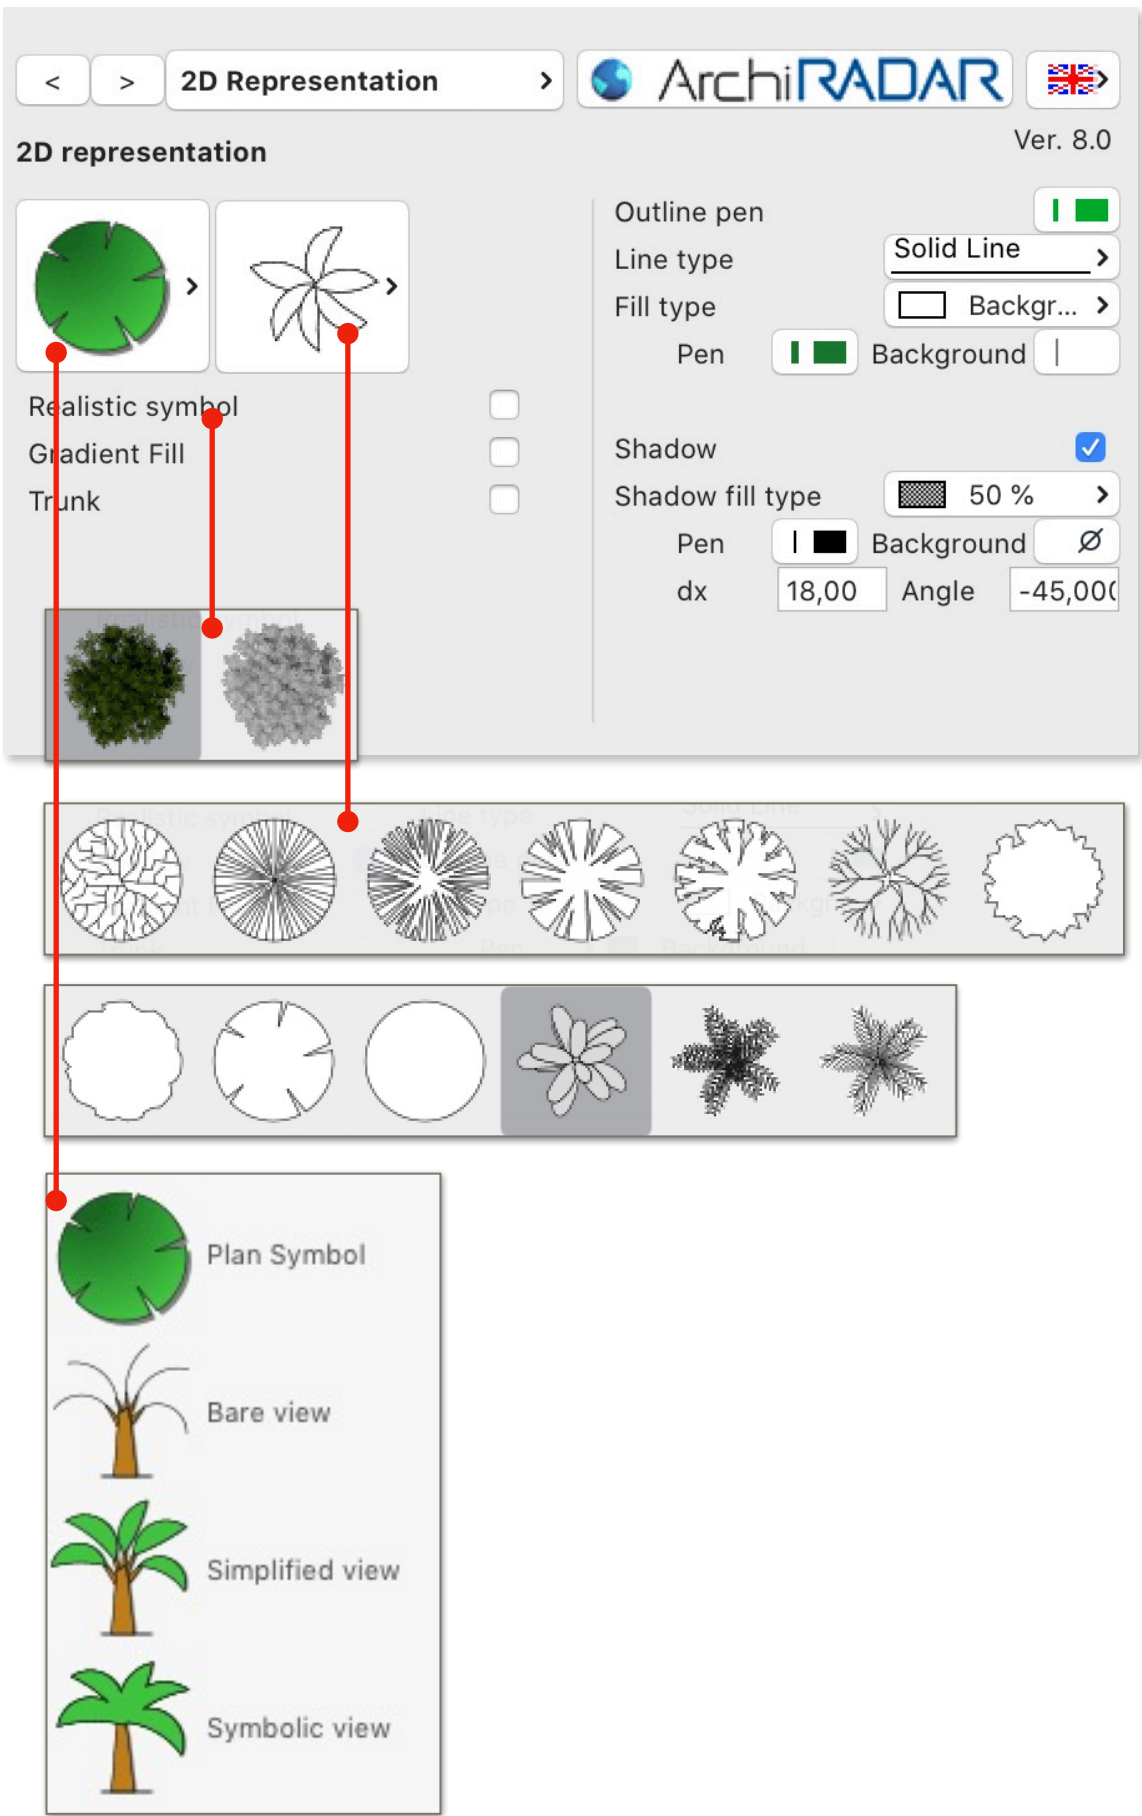 < > 2D Representation > ArchiRADAR >
Ver. 8.0
2D representation
Outline pen
Line type Solid Line >
Fill type Backgr... >
Pen Background
Realistic symbol
Gradient Fill
Trunk
Shadow
Shadow fill type 50 % >
Pen Background
dx 18,00 Angle -45,00
Plan Symbol
Bare view
Simplified view
Symbolic view